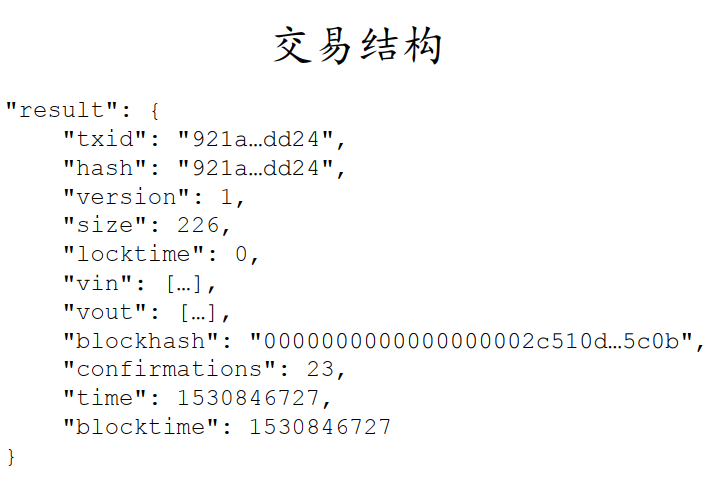 交易结构
"result": {
"txid": "921a…dd24",
"hash": "921a…dd24",
"version": 1,
"size": 226,
"locktime": 0,
"vin": […],
"vout": […],
"blockhash": "0000000000000000002c510d…5c0b",
"confirmations": 23,
"time": 1530846727,
"blocktime": 1530846727
}